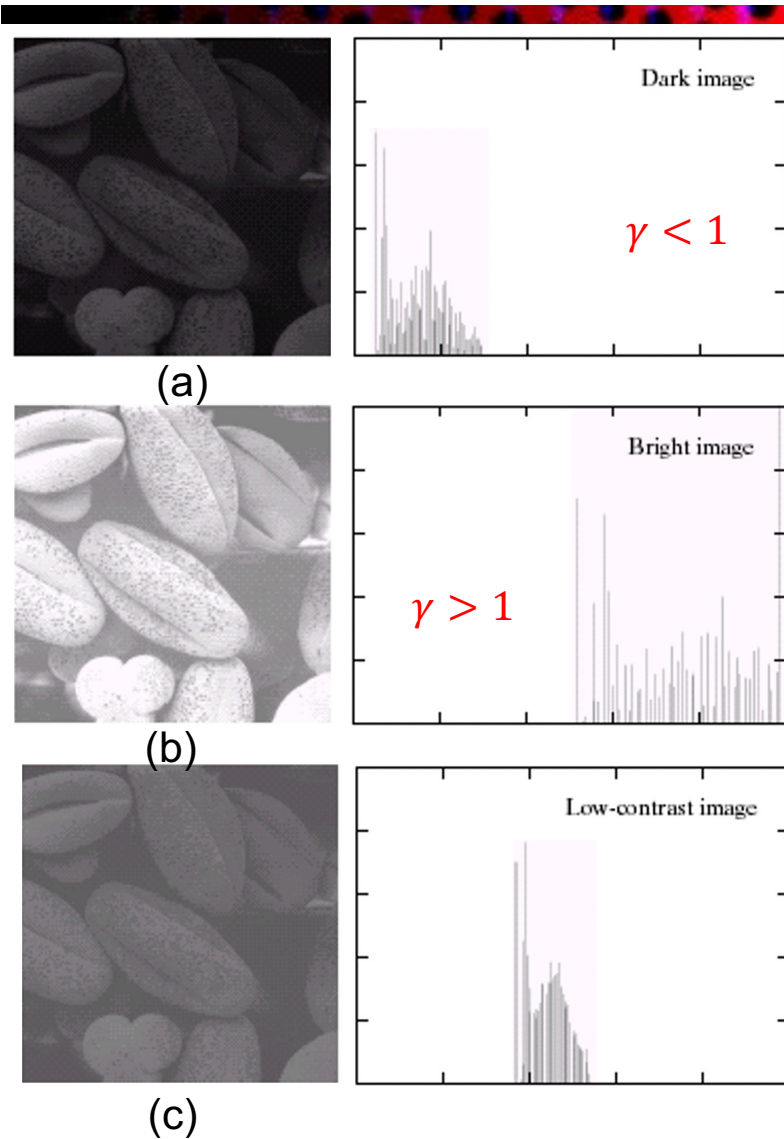 Dark image
γ < 1
(a)
Bright image
γ > 1
(b)
Low-contrast image
(c)